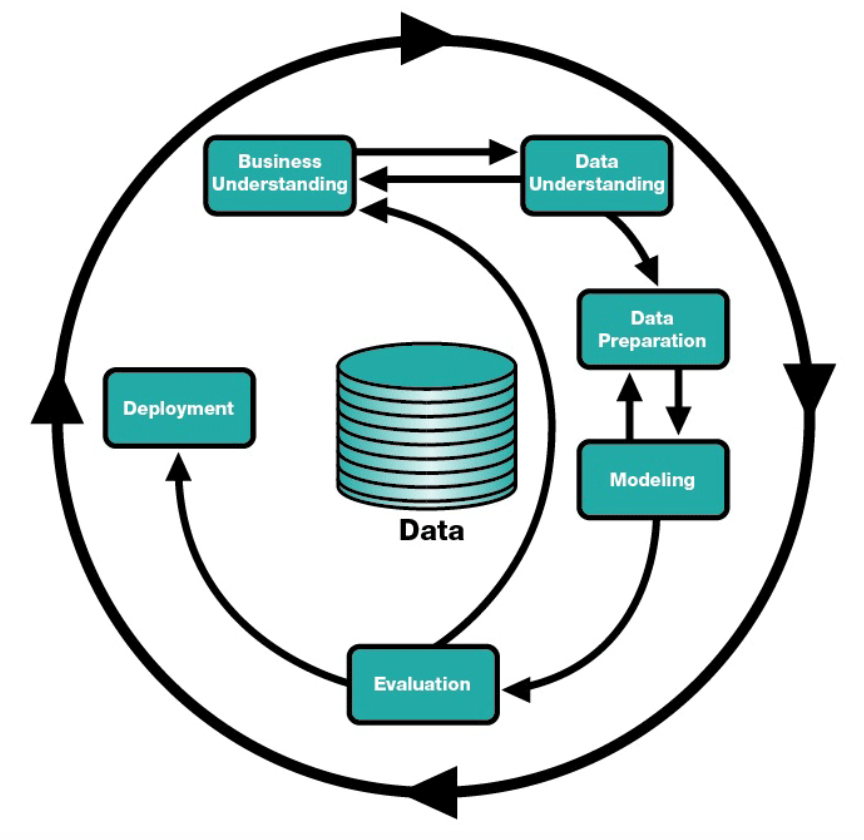 Business
Understanding
Data
Understanding
Data
Preparation
Deployment
Modeling
Data
Evaluation